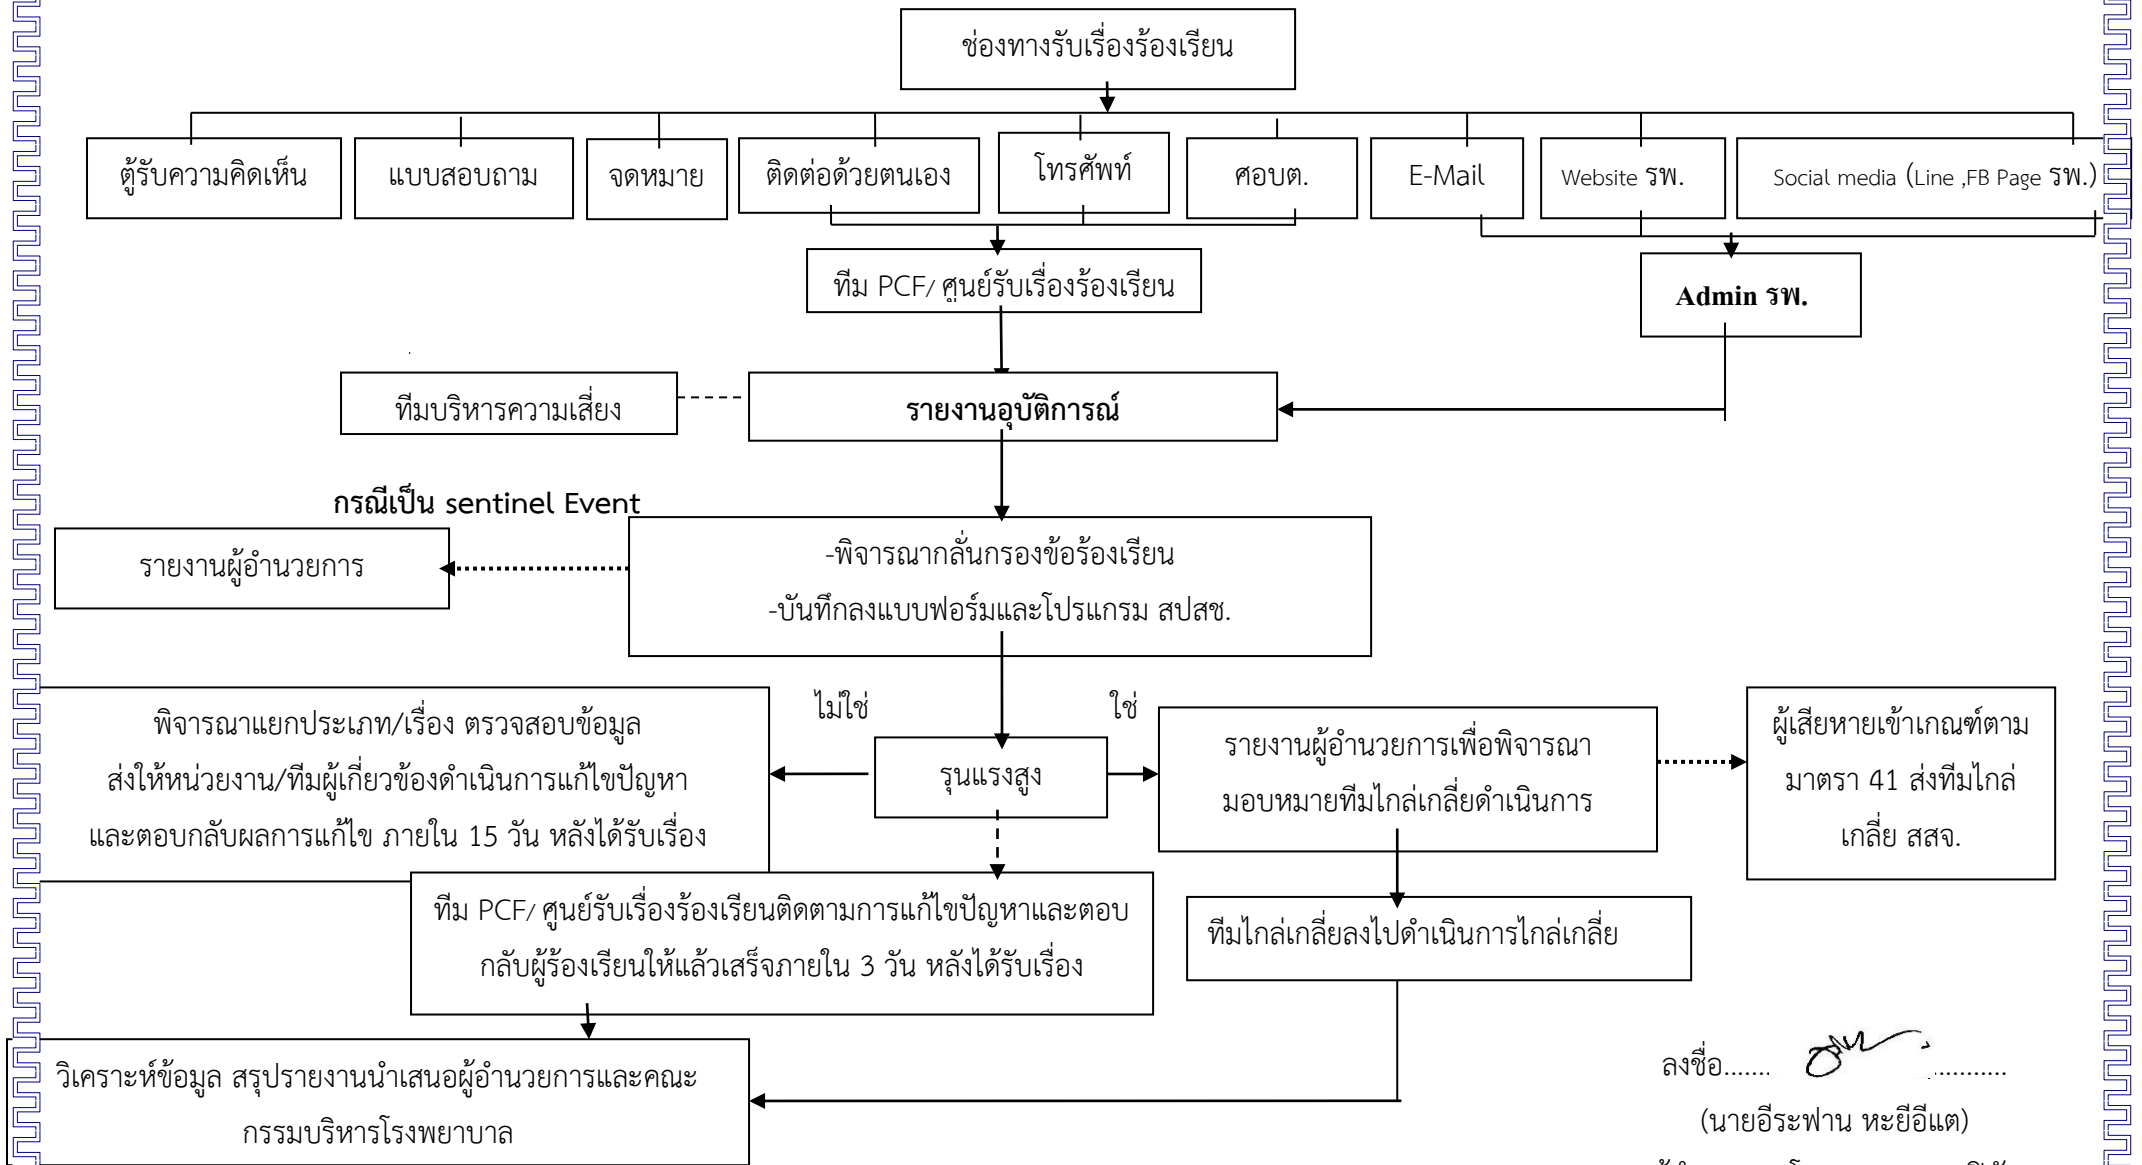 ช่องทางรับเรื่องร้องเรียน
ตู้รับความคิดเห็น
แบบสอบถาม
จดหมาย
ติดต่อด้วยตนเอง
โทรศัพท์
ศอบต.
E-Mail
Website รพ.
Social media (Line ,FB Page รพ.)
ทีม PCF/ ศูนย์รับเรื่องร้องเรียน
Admin รพ.
ทีมบริหารความเสี่ยง
รายงานอุบัติการณ์
กรณีเป็น sentinel Event
รายงานผู้อำนวยการ
-พิจารณากลั่นกรองข้อร้องเรียน
-บันทึกลงแบบฟอร์มและโปรแกรม สปสช.
พิจารณาแยกประเภท/เรื่อง ตรวจสอบข้อมูล
ส่งให้หน่วยงาน/ทีมผู้เกี่ยวข้องดำเนินการแก้ไขปัญหา
และตอบกลับผลการแก้ไข ภายใน 15 วัน หลังได้รับเรื่อง
ไม่ใช่
รุนแรงสูง
ใช่
รายงานผู้อำนวยการเพื่อพิจารณา
มอบหมายทีมไกล่เกลี่ยดำเนินการ
ผู้เสียหายเข้าเกณฑ์ตาม
มาตรา 41 ส่งทีมไกล่
เกลี่ย สสจ.
ทีม PCF/ ศูนย์รับเรื่องร้องเรียนติดตามการแก้ไขปัญหาและตอบ
กลับผู้ร้องเรียนให้แล้วเสร็จภายใน 3 วัน หลังได้รับเรื่อง
ทีมไกล่เกลี่ยลงไปดำเนินการไกล่เกลี่ย
วิเคราะห์ข้อมูล สรุปรายงานนำเสนอผู้อำนวยการและคณะ
กรรมบริหารโรงพยาบาล
ลงชื่อ...... ...........
(นายอีระฟาน หะยีอีแต)